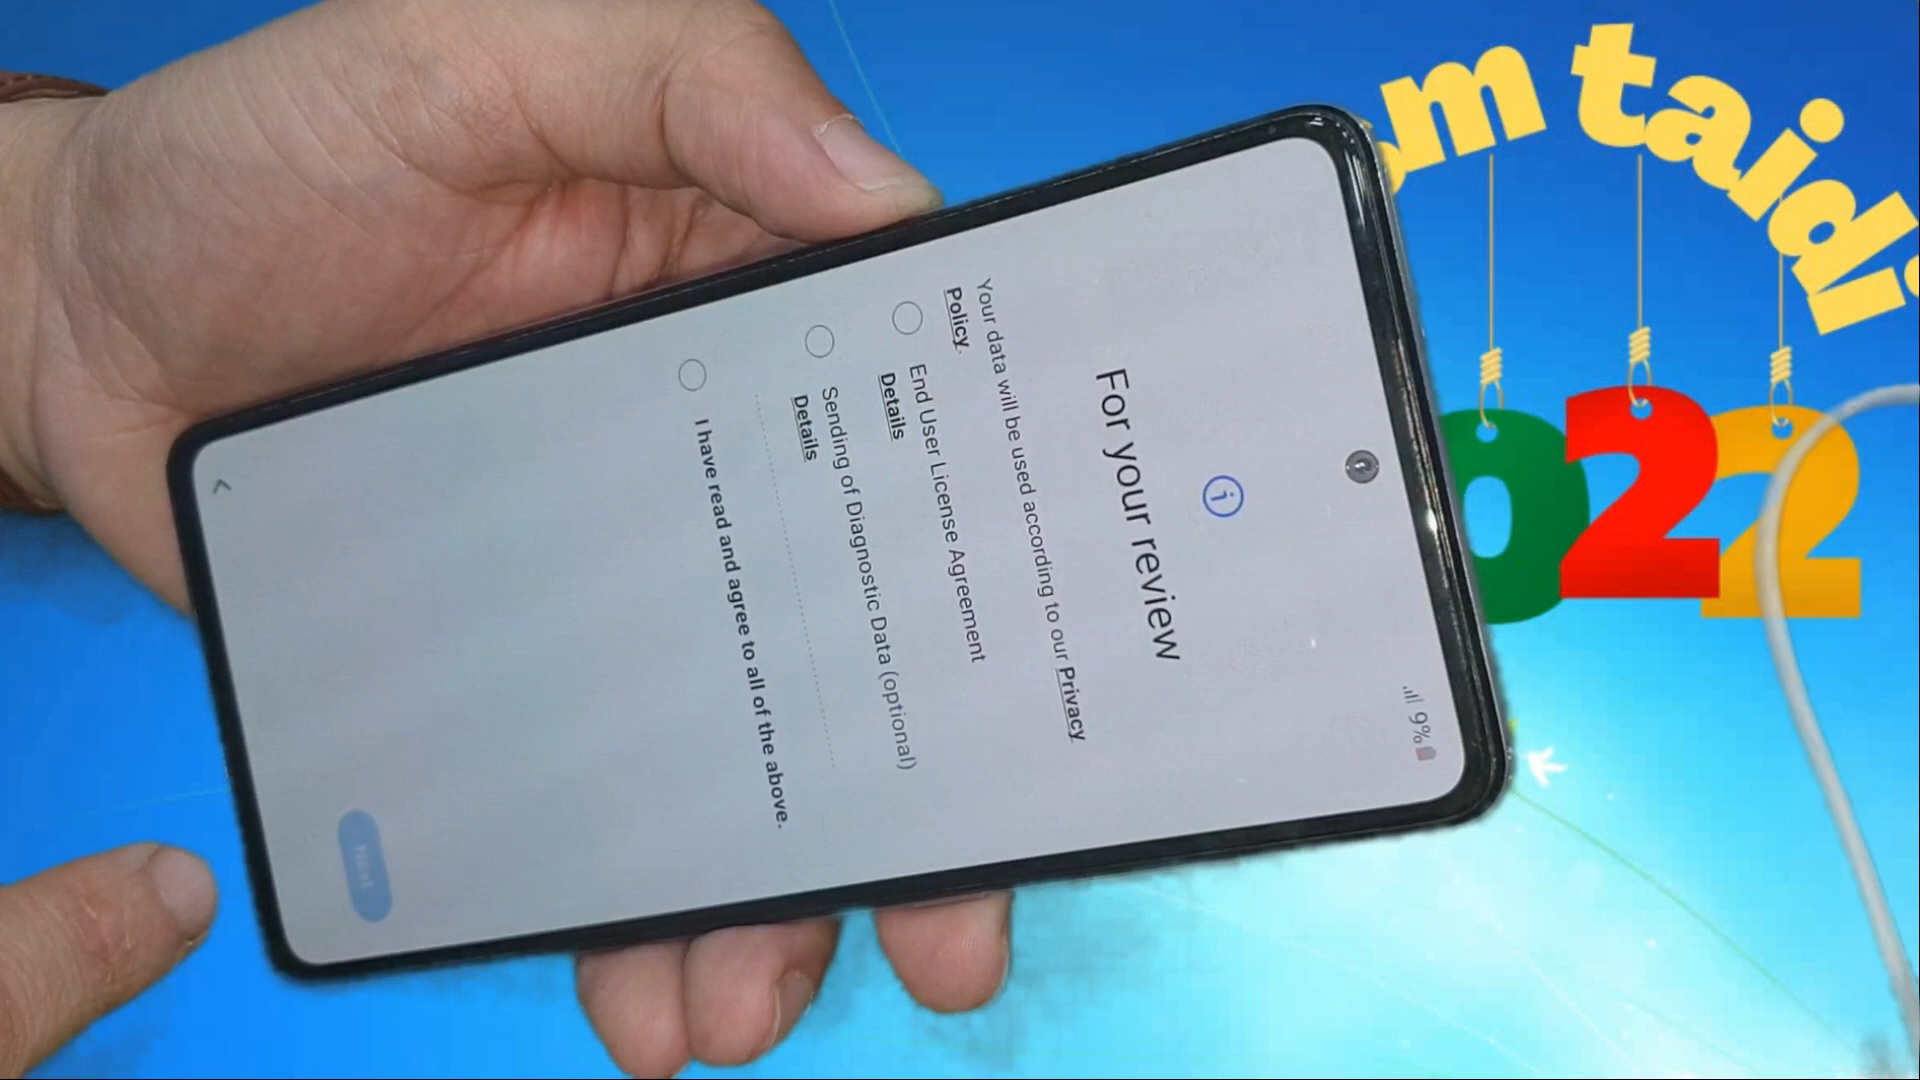 9%
For your review
Your data will be used according to our Privacy
Policy.
End User License Agreement
Details
Sending of Diagnostic Data (optional)
Details
I have read and agree to all of the above.
Next
m taidi
022